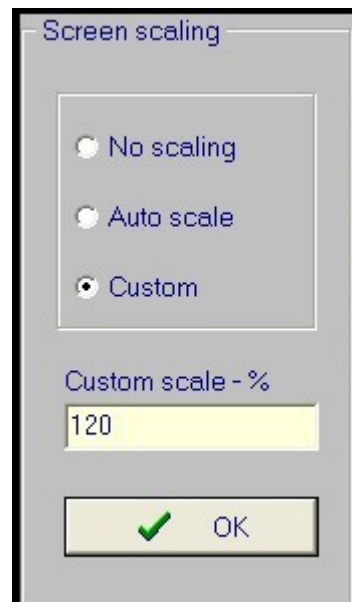 Screen scaling
No scaling
Auto scale
Custom
Custom scale - %
120
OK